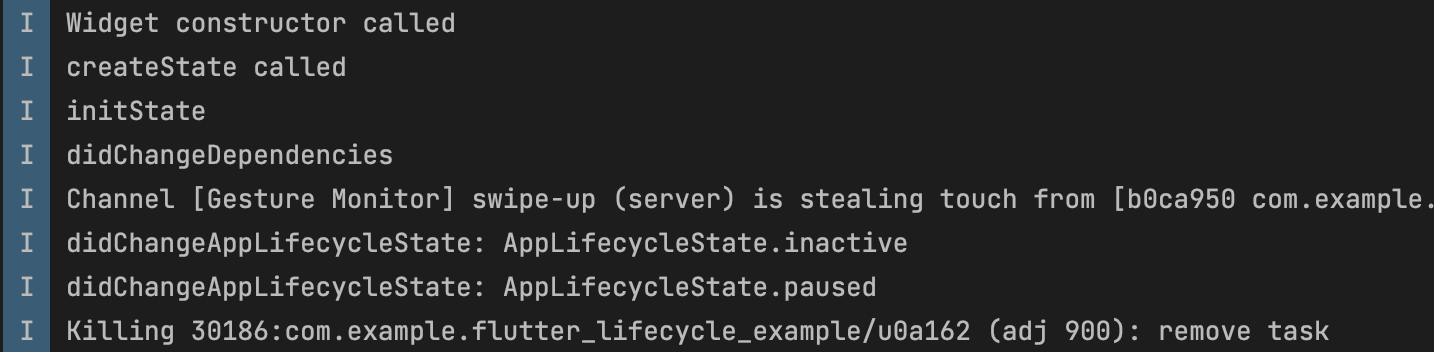 I Widget constructor called
I createState called
I initState
I didChangeDependencies
I Channel [Gesture Monitor] swipe-up (server) is stealing touch from [b0ca950 com.example.
I didChangeAppLifecycleState: AppLifecycleState.inactive
I didChangeAppLifecycleState: AppLifecycleState.paused
I Killing 30186:com.example.flutter_lifecycle_example/u0a162 (adj 900): remove task